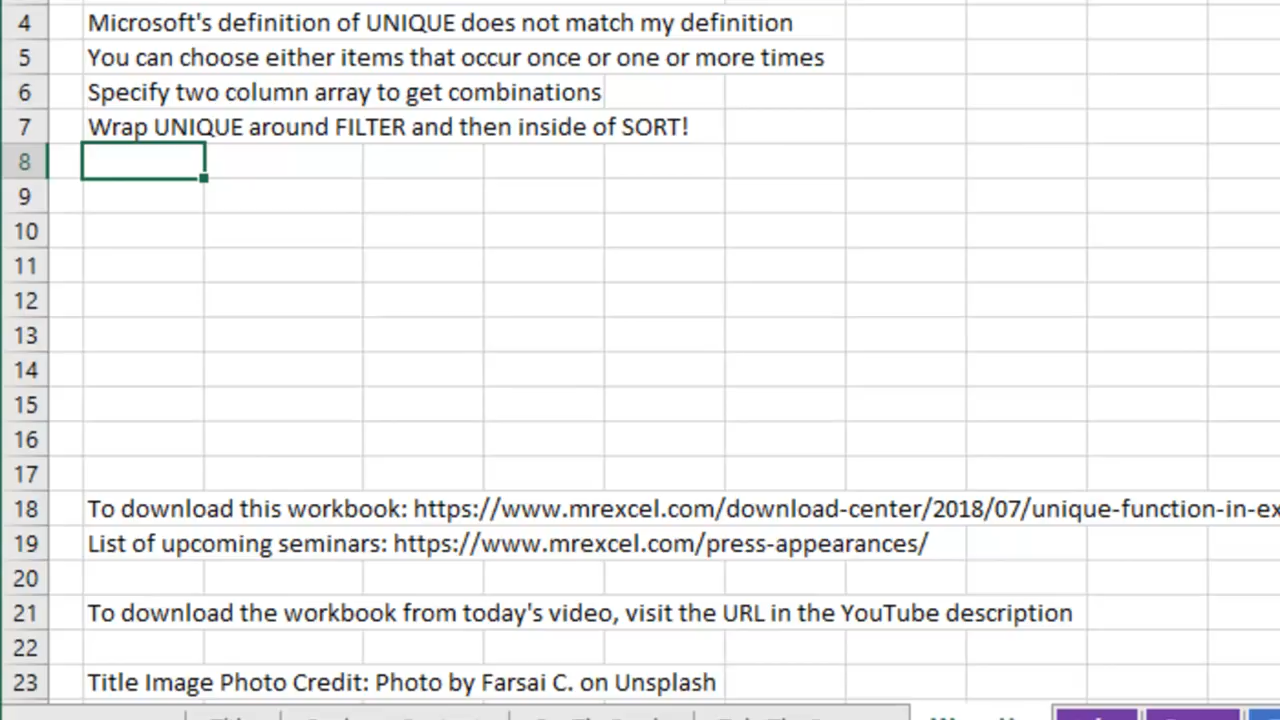 4 Microsoft's definition of UNIQUE does not match my definition
5 You can choose either items that occur once or one or more times
6 Specify two column array to get combinations
7 Wrap UNIQUE around FILTER and then inside of SORT!
8
9
10
11
12
13
14
15
16
17
18 To download this workbook: https://www.mrexcel.com/download-center/2018/07/unique-function-in-ex
19 List of upcoming seminars: https://www.mrexcel.com/press-appearances/
20
21 To download the workbook from today's video, visit the URL in the YouTube description
22
23 Title Image Photo Credit: Photo by Farsai C. on Unsplash